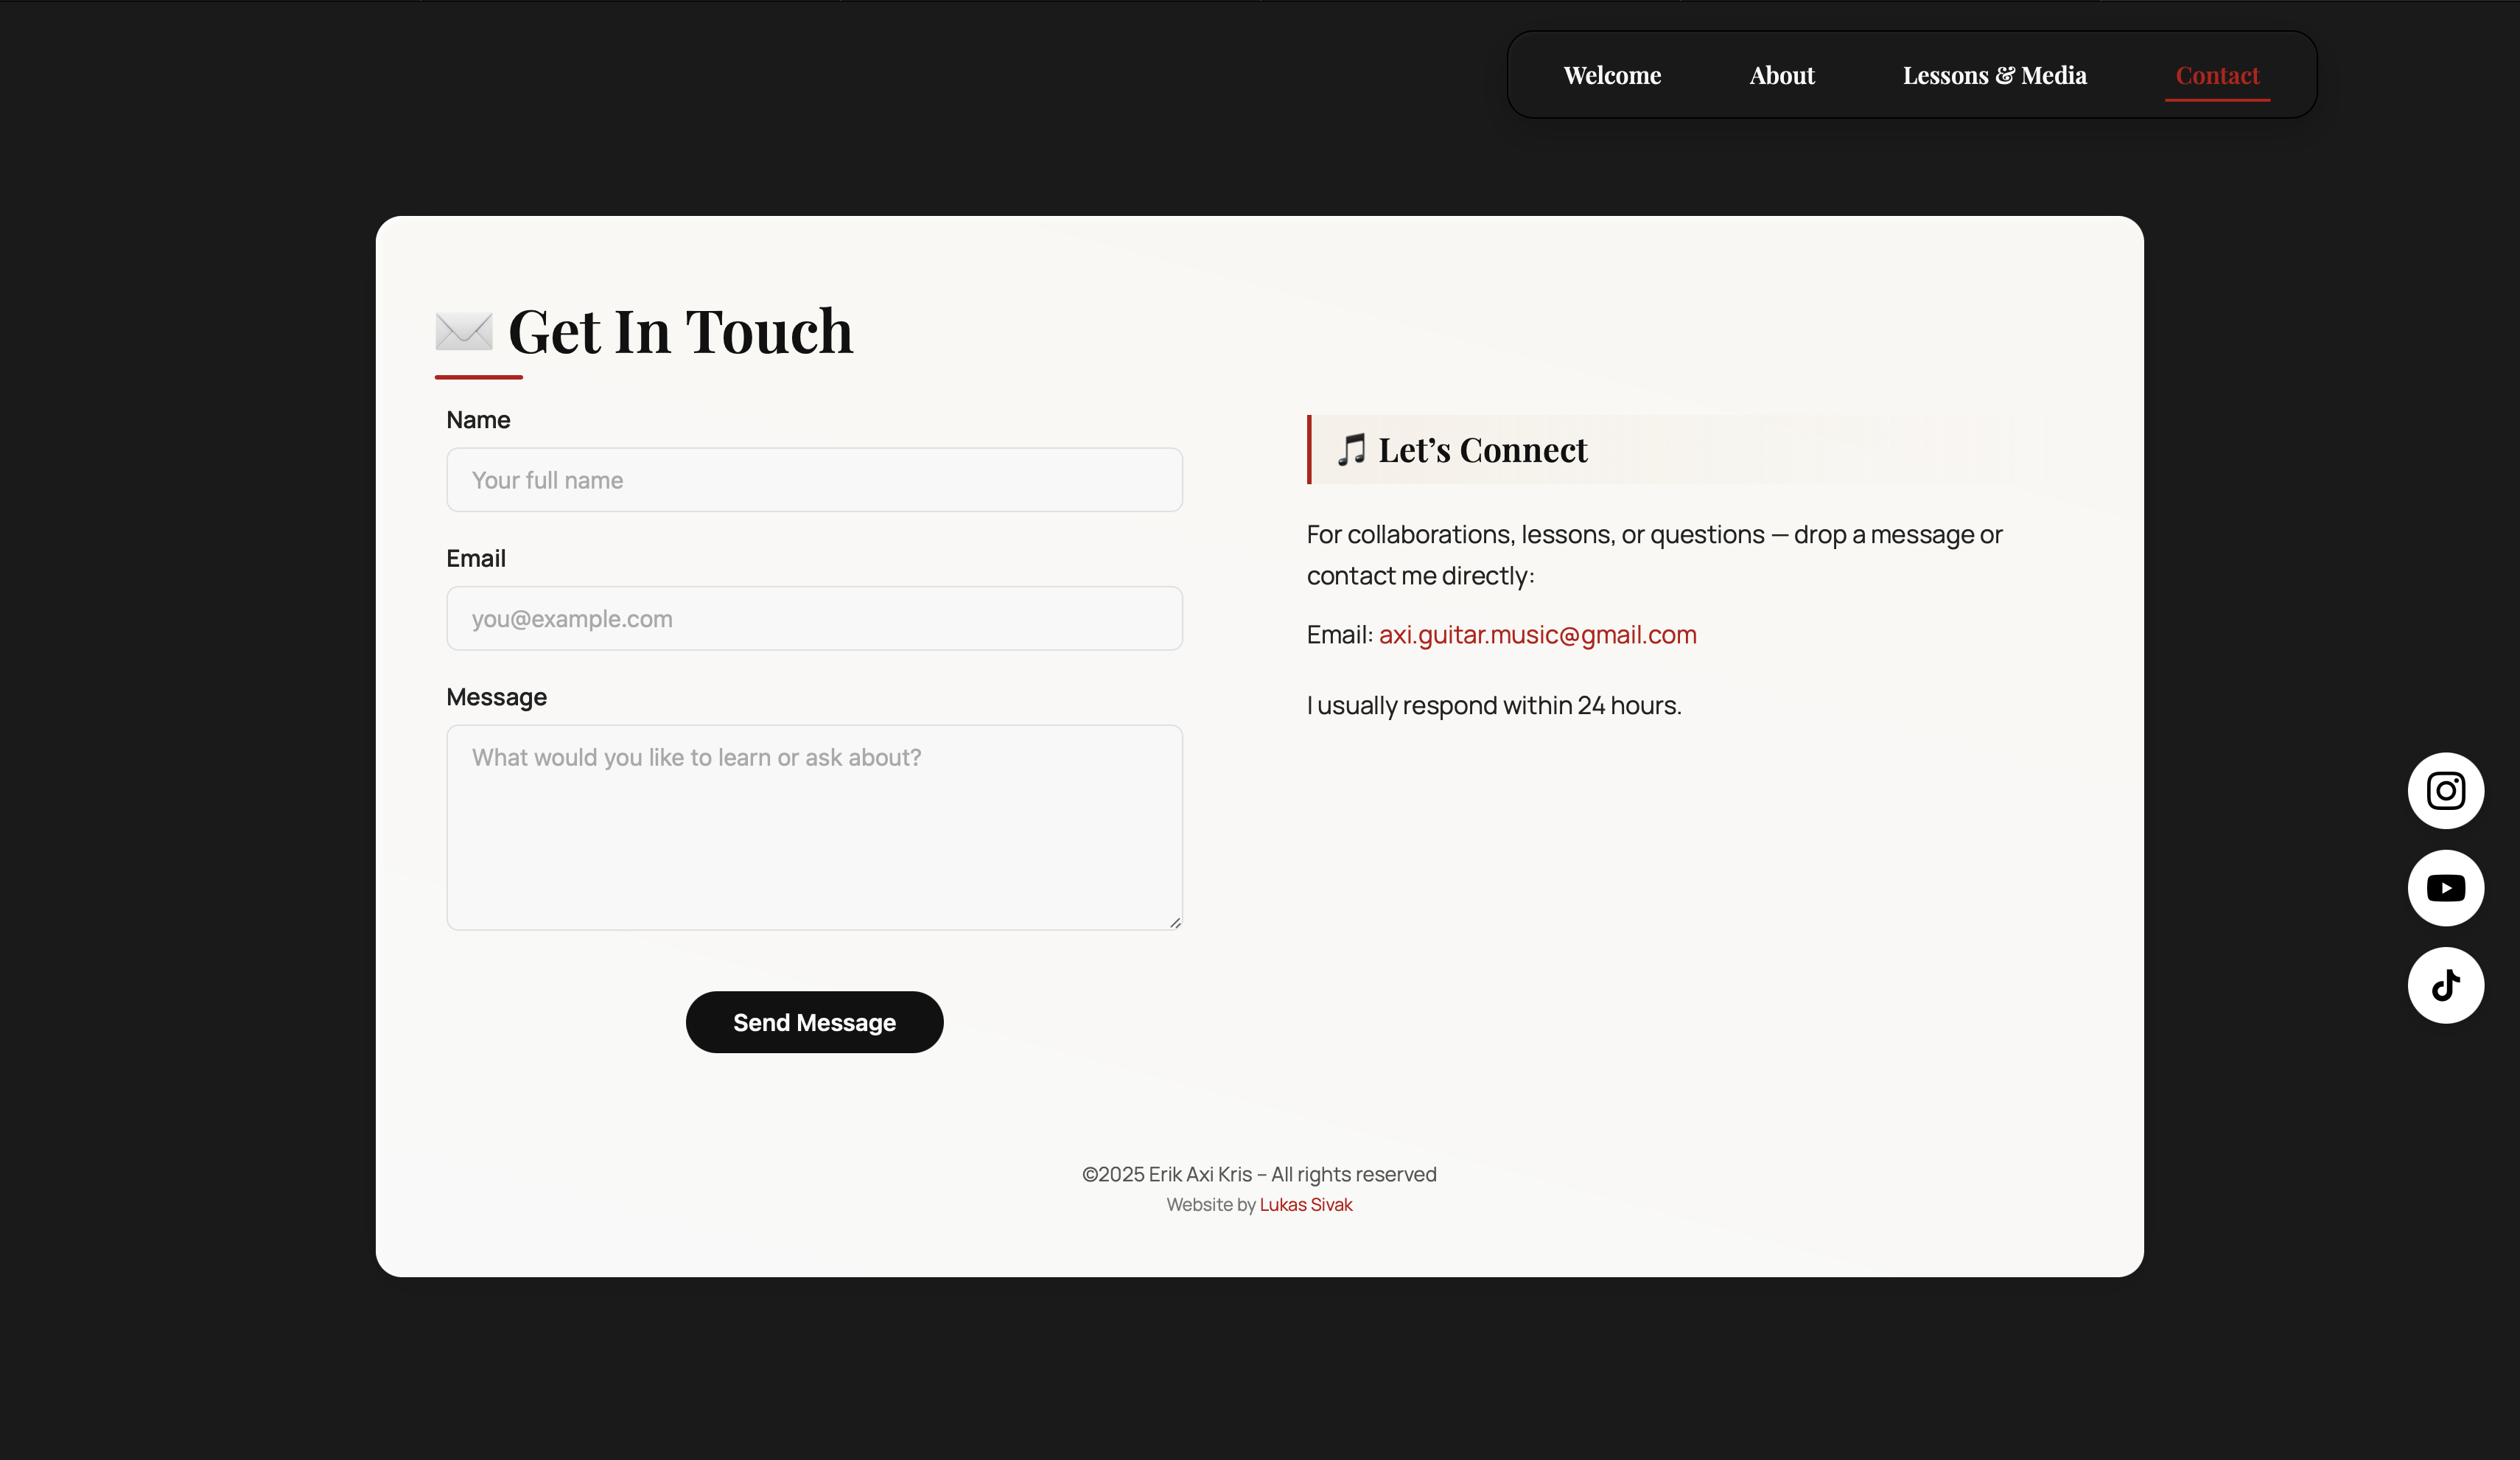 Welcome
About
Lessons & Media
Contact
Get In Touch
Name
Your full name
Email
you@example.com
Message
What would you like to learn or ask about?
Send Message
Let’s Connect
For collaborations, lessons, or questions — drop a message or
contact me directly:
Email: axi.guitar.music@gmail.com
I usually respond within 24 hours.
©2025 Erik Axi Kris – All rights reserved
Website by Lukas Sivak